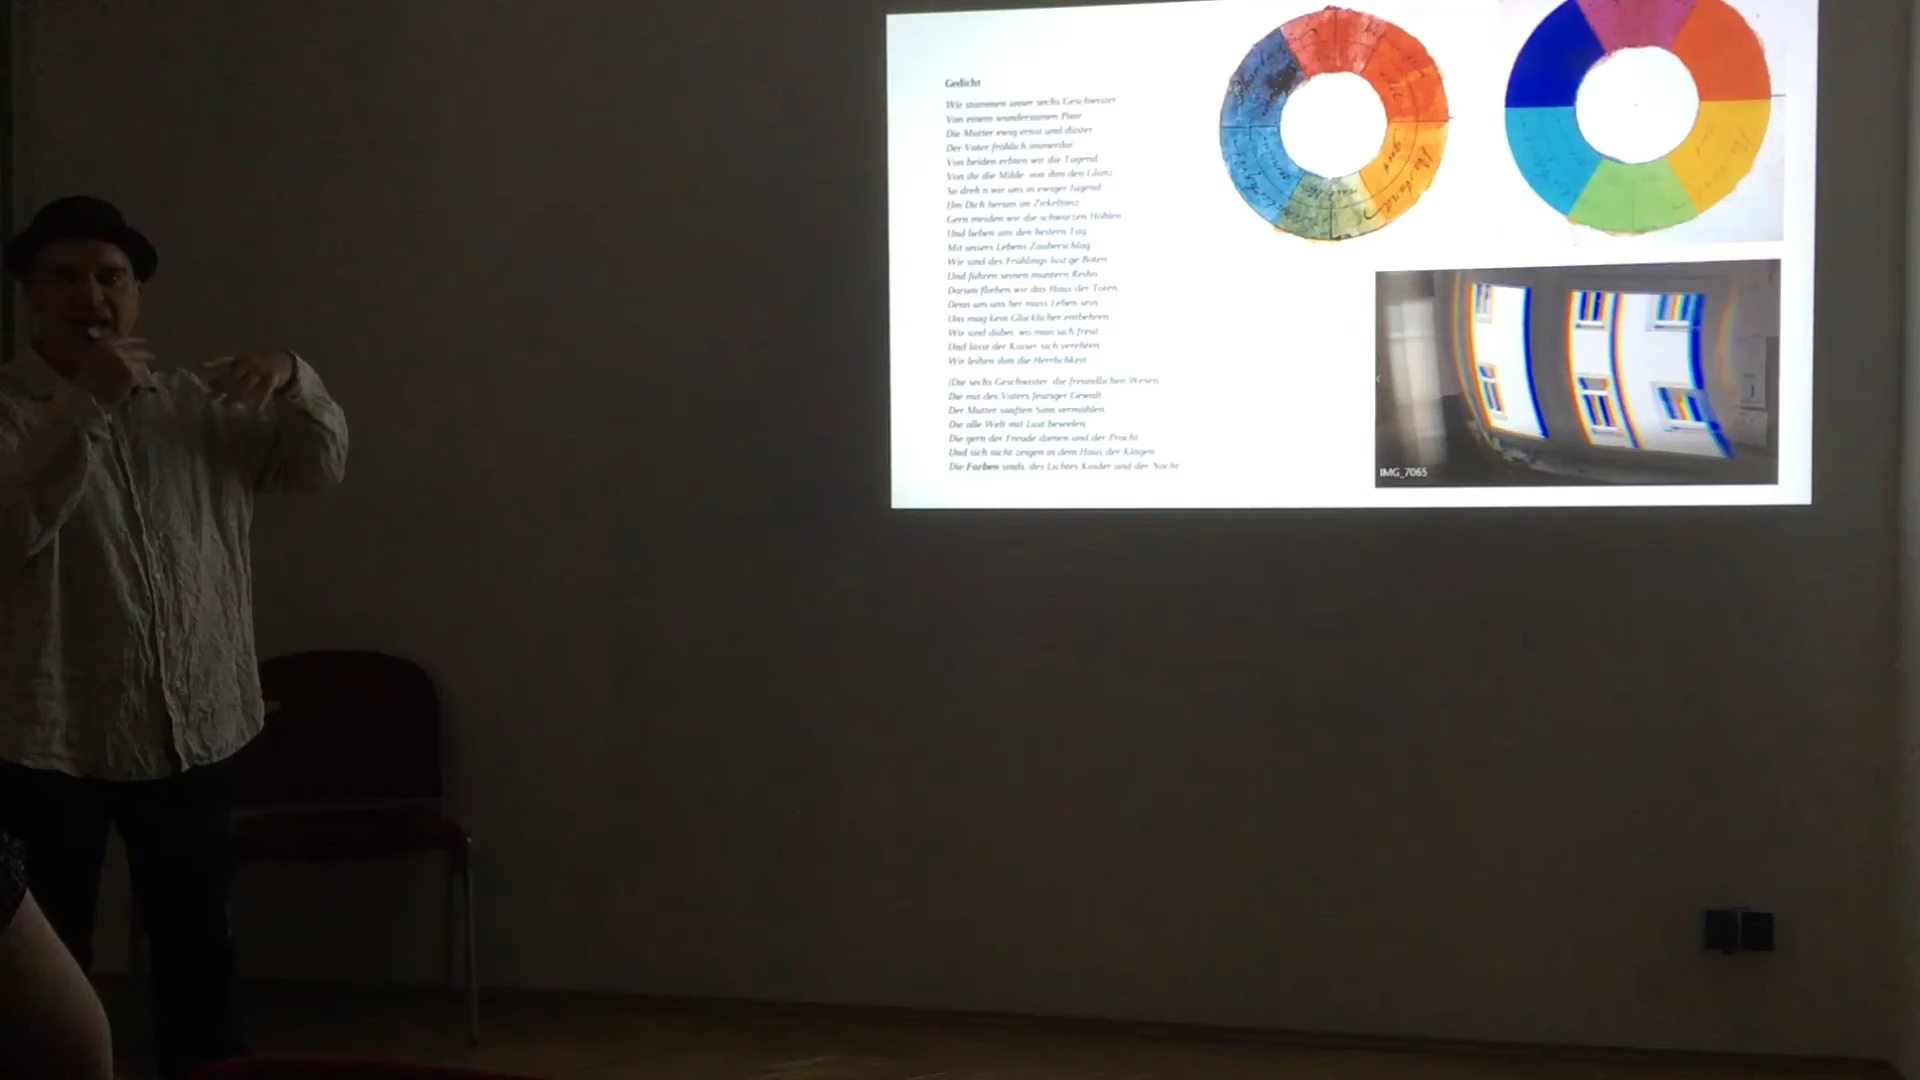 Gedicht
Wir stammen unser sechs Geschwister
Von einem wundersamen Paar
Die Mutter ewig ernst und düster
Der Vater fröhlich immerdar
Von beiden erbten wir die Tugend,
Von ihr die Milde, von ihm den Glanz
So dreh'n wir uns in ewiger Jugend
Um Dich herum im Zirkeltanz
Gern meiden wir die schwarzen Höhlen
Und lieben uns den heitern Tag
Mit unsers Lebens Zauberschlag
Wir sind des Frühlings lust'ge Boten
Und führen seinen muntern Reihn
Darum fliehen wir das Haus der Toten
Denn um uns her muss Leben sein
Uns mag kein Glücklicher entbehren
Wir sind dabei, wo man sich freut
Und lässt der Kaiser sich verehren
Wir leihen ihm die Herrlichkeit
Die sechs Geschwister, die freundlichen Wesen
Die mit des Vaters feuriger Gewalt
Der Mutter sanften Sinn vermählen
Die alle Welt mit Lust beseelen
Die gern der Freude dienen und der Pracht
Und sich nicht zeigen in dem Haus der Klagen
Die Farben sinds, des Lichtes Kinder und der Nacht
IMG_7065